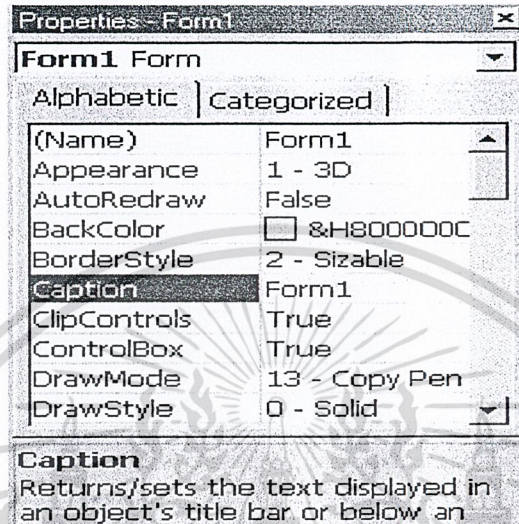 Properties - Form1
Form1 Form
Alphabetic Categorized
(Name) Form1
Appearance 1 - 3D
AutoRedraw False
BackColor &H800000
BorderStyle 2 - Sizable
Caption Form1
ClipControls True
ControlBox True
DrawMode 13 - Copy Pen
DrawStyle 0 - Solid
Caption
Returns/sets the text displayed in
an object's title bar or below an